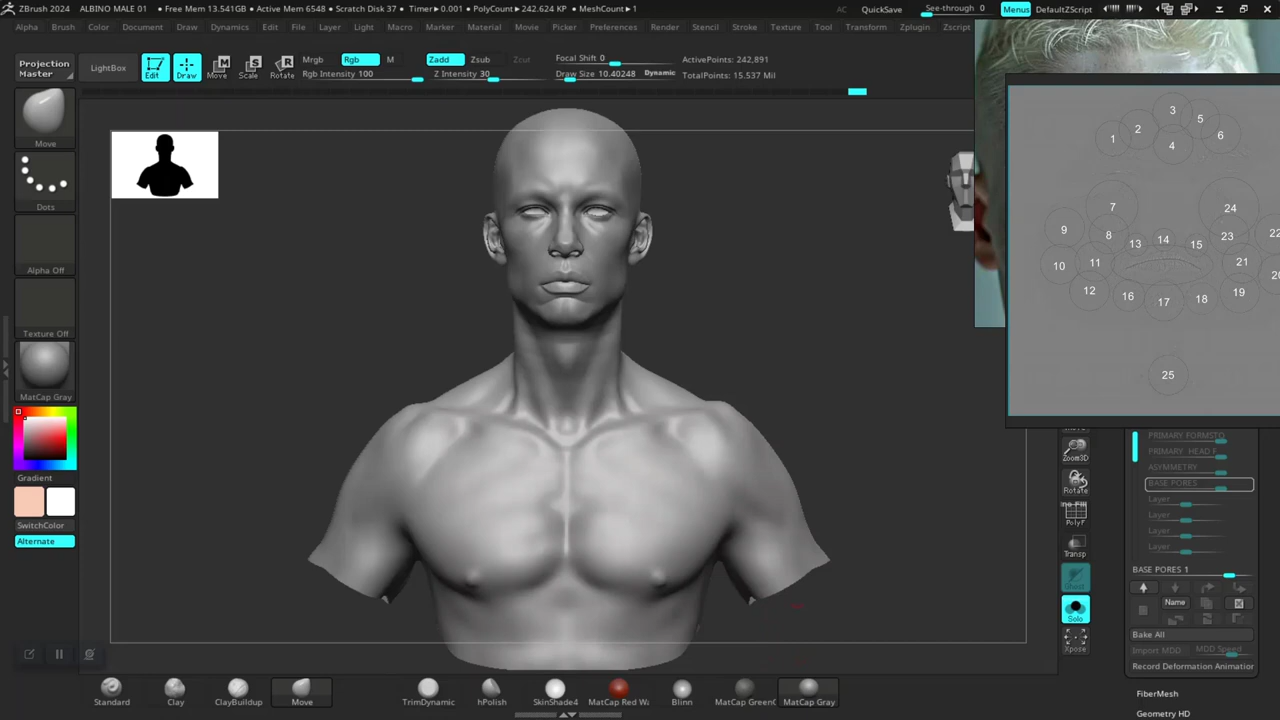 ZBrush 2024 ALBINO MALE 01 • Free Mem 13.541GB • Active Mem 6548 • Scratch Disk 37 • Timer▸0.001 • PolyCount▸242.624 KP • MeshCount▸1 AC QuickSave See-through 0 Menus DefaultZScript
Alpha Brush Color Document Draw Dynamics Edit File Layer Light Macro Marker Material Movie Picker Preferences Render Stencil Stroke Texture Tool Transform Zplugin Zscript
Projection Master
LightBox
Edit
Draw
Move
Scale
Rotate
Mrgb Rgb M
Rgb Intensity 100
Zadd Zsub Zcut
Z Intensity 30
Focal Shift 0
Draw Size 10.40248 Dynamic
ActivePoints: 242,891
TotalPoints: 15.537 Mil
Move
Dots
Alpha Off
Texture Off
MatCap Gray
Gradient
SwitchColor
Alternate
3
5
2
6
1
4
7
24
9
8
13
14
15
23
22
10
11
21
20
12
16
17
18
19
25
Zoom3D
Rotate
PolyF
Transp
Ghost
Solo
Xpose
PRIMARY FORMSTO
PRIMARY HEAD F
ASYMMETRY
BASE PORES
Layer
Layer
Layer
Layer
BASE PORES 1
Name
Bake All
Import MDD MDD Speed
Record Deformation Animation
FiberMesh
Geometry HD
Standard
Clay
ClayBuildup
Move
TrimDynamic
hPolish
SkinShade4
MatCap Red Wa
Blinn
MatCap GreenC
MatCap Gray